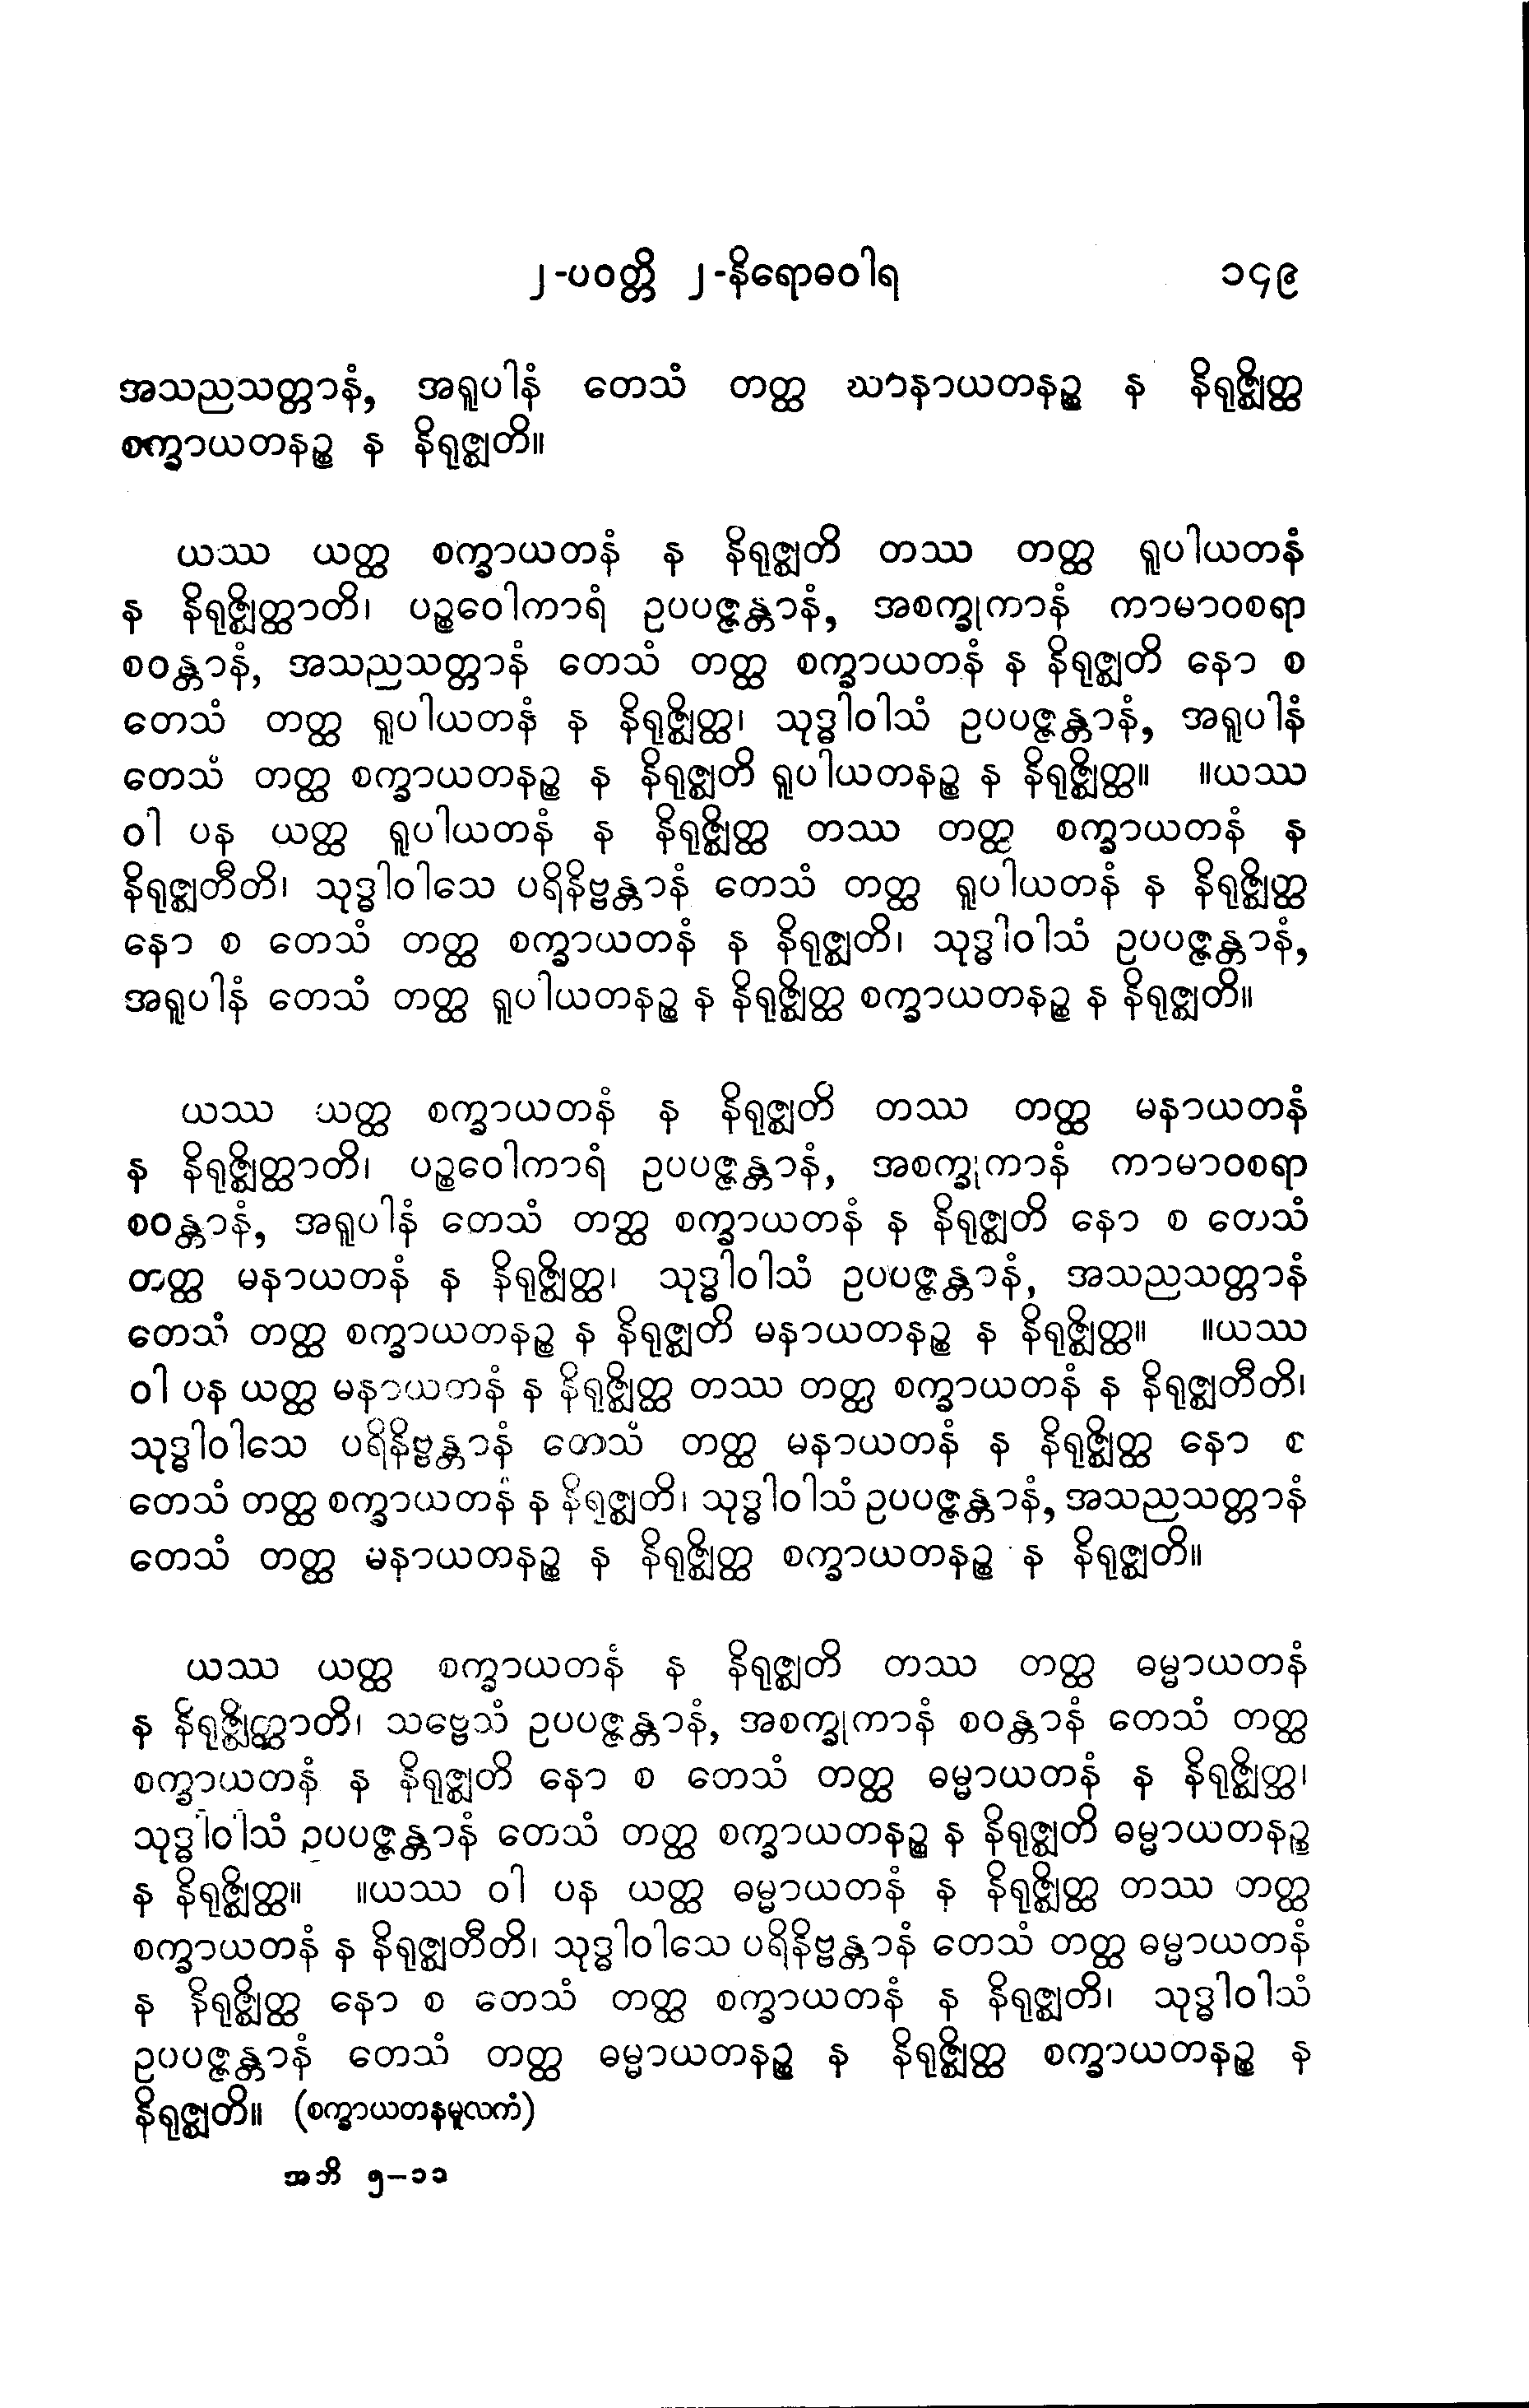 ၂-ပဝတ္တိ ၂-နိရောဓဝါရ ၁၄၉
အသညသတ္တာနံ, အရူပါနံ တေသံ တတ္ထ ဃာနာယတနဉ္စ န နိရုဇ္ဈိတ္ထ
စက္ခာယတနဉ္စ န နိရုဇ္ဈတိ။
ယဿ ယတ္ထ စက္ခာယတနံ န နိရုဇ္ဈတိ တဿ တတ္ထ ရူပါယတနံ
န နိရုဇ္ဈိတ္ထာတိ၊ ပဉ္စဝေါကာရံ ဥပပဇ္ဇန္တာနံ, အစက္ခုကာနံ ကာမာဝစရာ
စဝန္တာနံ, အသညသတ္တာနံ တေသံ တတ္ထ စက္ခာယတနံ န နိရုဇ္ဈတိ နော စ
တေသံ တတ္ထ ရူပါယတနံ န နိရုဇ္ဈိတ္ထ၊ သုဒ္ဓါဝါသံ ဥပပဇ္ဇန္တာနံ, အရူပါနံ
တေသံ တတ္ထ စက္ခာယတနဉ္စ န နိရုဇ္ဈတိ ရူပါယတနဉ္စ န နိရုဇ္ဈိတ္ထ။ ။ယဿ
ဝါ ပန ယတ္ထ ရူပါယတနံ န နိရုဇ္ဈိတ္ထ တဿ တတ္ထ စက္ခာယတနံ န
နိရုဇ္ဈတီတိ၊ သုဒ္ဓါဝါသေ ပရိနိဗ္ဗန္တာနံ တေသံ တတ္ထ ရူပါယတနံ န နိရုဇ္ဈိတ္ထ
နော စ တေသံ တတ္ထ စက္ခာယတနံ န နိရုဇ္ဈတိ၊ သုဒ္ဓါဝါသံ ဥပပဇ္ဇန္တာနံ,
အရူပါနံ တေသံ တတ္ထ ရူပါယတနဉ္စ န နိရုဇ္ဈိတ္ထ စက္ခာယတနဉ္စ န နိရုဇ္ဈတိ။
ယဿ ယတ္ထ စက္ခာယတနံ န နိရုဇ္ဈတိ တဿ တတ္ထ မနာယတနံ
န နိရုဇ္ဈိတ္ထာတိ၊ ပဉ္စဝေါကာရံ ဥပပဇ္ဇန္တာနံ, အစက္ခုကာနံ ကာမာဝစရာ
စဝန္တာနံ, အရူပါနံ တေသံ တတ္ထ စက္ခာယတနံ န နိရုဇ္ဈတိ နော စ တေသံ
တတ္ထ မနာယတနံ န နိရုဇ္ဈိတ္ထ၊ သုဒ္ဓါဝါသံ ဥပပဇ္ဇန္တာနံ, အသညသတ္တာနံ
တေသံ တတ္ထ စက္ခာယတနဉ္စ န နိရုဇ္ဈတိ မနာယတနဉ္စ န နိရုဇ္ဈိတ္ထ။ ။ယဿ
ဝါ ပန ယတ္ထ မနာယတနံ န နိရုဇ္ဈိတ္ထ တဿ တတ္ထ စက္ခာယတနံ န နိရုဇ္ဈတီတိ၊
သုဒ္ဓါဝါသေ ပရိနိဗ္ဗန္တာနံ တေသံ တတ္ထ မနာယတနံ န နိရုဇ္ဈိတ္ထ နော စ
တေသံ တတ္ထ စက္ခာယတနံ န နိရုဇ္ဈတိ၊ သုဒ္ဓါဝါသံ ဥပပဇ္ဇန္တာနံ, အသညသတ္တာနံ
တေသံ တတ္ထ မနာယတနဉ္စ န နိရုဇ္ဈိတ္ထ စက္ခာယတနဉ္စ န နိရုဇ္ဈတိ။
ယဿ ယတ္ထ စက္ခာယတနံ န နိရုဇ္ဈတိ တဿ တတ္ထ ဓမ္မာယတနံ
န နိရုဇ္ဈိတ္ထာတိ၊ သဗ္ဗေသံ ဥပပဇ္ဇန္တာနံ, အစက္ခုကာနံ စဝန္တာနံ တေသံ တတ္ထ
စက္ခာယတနံ န နိရုဇ္ဈတိ နော စ တေသံ တတ္ထ ဓမ္မာယတနံ န နိရုဇ္ဈိတ္ထ၊
သုဒ္ဓါဝါသံ ဥပပဇ္ဇန္တာနံ တေသံ တတ္ထ စက္ခာယတနဉ္စ န နိရုဇ္ဈတိ ဓမ္မာယတနဉ္စ
န နိရုဇ္ဈိတ္ထ။ ။ယဿ ဝါ ပန ယတ္ထ ဓမ္မာယတနံ န နိရုဇ္ဈိတ္ထ တဿ တတ္ထ
စက္ခာယတနံ န နိရုဇ္ဈတီတိ၊ သုဒ္ဓါဝါသေ ပရိနိဗ္ဗန္တာနံ တေသံ တတ္ထ ဓမ္မာယတနံ
န နိရုဇ္ဈိတ္ထ နော စ တေသံ တတ္ထ စက္ခာယတနံ န နိရုဇ္ဈတိ၊ သုဒ္ဓါဝါသံ
ဥပပဇ္ဇန္တာနံ တေသံ တတ္ထ ဓမ္မာယတနဉ္စ န နိရုဇ္ဈိတ္ထ စက္ခာယတနဉ္စ န
နိရုဇ္ဈတိ။ (စက္ခာယတနမူလကံ)
အဘိ ၅–၁၁